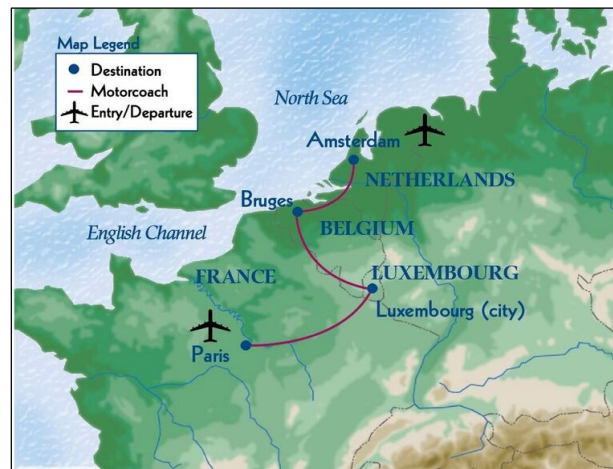 Map Legend
Destination
Motorcoach
Entry/Departure
North Sea
Amsterdam
NETHERLANDS
Bruges
BELGIUM
English Channel
LUXEMBOURG
FRANCE
Luxembourg (city)
Paris